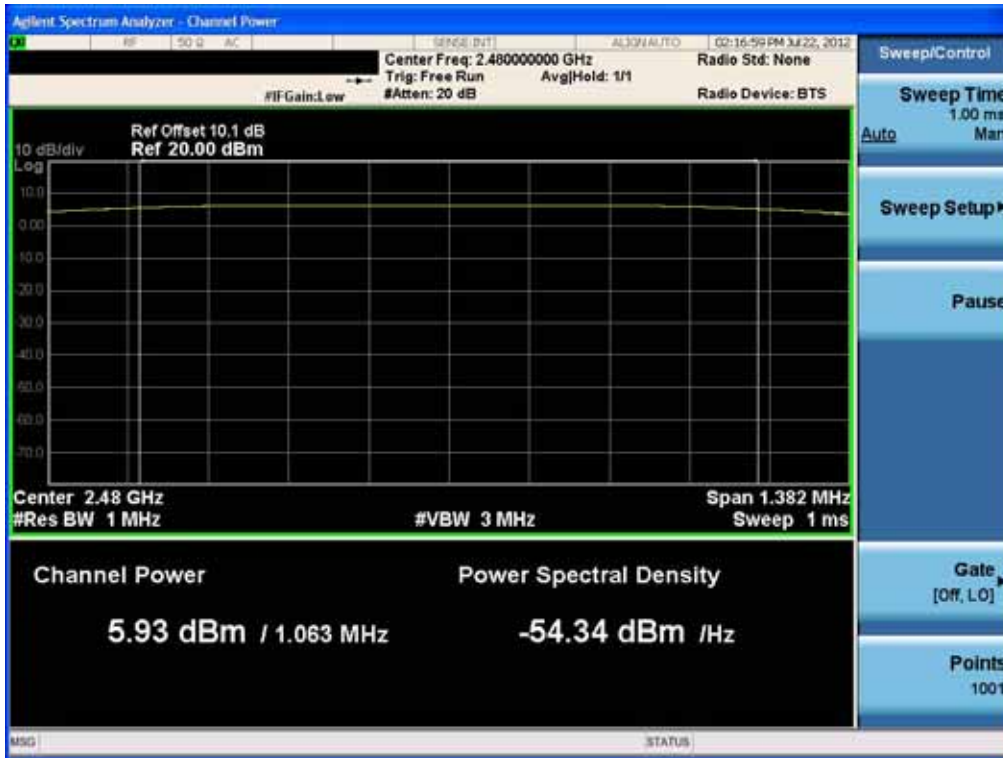 Agilent Spectrum Analyzer - Channel Power
RF 50 Ω AC SENSE:INT ALIGN AUTO 02:16:59 PM Jul 22, 2012
Center Freq: 2.480000000 GHz Radio Std: None
Trig: Free Run Avg|Hold: 1/1
#IFGain:Low #Atten: 20 dB Radio Device: BTS
Ref Offset 10.1 dB
10 dB/div Ref 20.00 dBm
Log
10.0
0.00
-10.0
-20.0
-30.0
-40.0
-50.0
-60.0
-70.0
Center 2.48 GHz Span 1.382 MHz
#Res BW 1 MHz #VBW 3 MHz Sweep 1 ms
Channel Power Power Spectral Density
5.93 dBm / 1.063 MHz -54.34 dBm /Hz
MSG STATUS
Sweep/Control
Sweep Time
1.00 ms
Auto Man
Sweep Setup
Pause
Gate
[Off, LO]
Points
1001